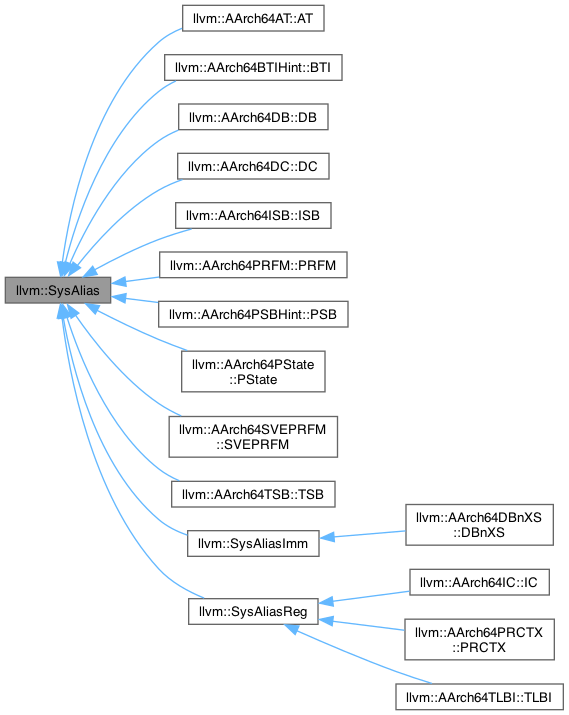 llvm::AArch64AT::AT
llvm::AArch64BTIHint::BTI
llvm::AArch64DB::DB
llvm::AArch64DC::DC
llvm::AArch64ISB::ISB
llvm::AArch64PRFM::PRFM
llvm::SysAlias
llvm::AArch64PSBHint::PSB
llvm::AArch64PState
::PState
llvm::AArch64SVEPRFM
::SVEPRFM
llvm::AArch64TSB::TSB
llvm::AArch64DBnXS
::DBnXS
llvm::SysAliasImm
llvm::AArch64IC::IC
llvm::SysAliasReg
llvm::AArch64PRCTX
::PRCTX
llvm::AArch64TLBI::TLBI